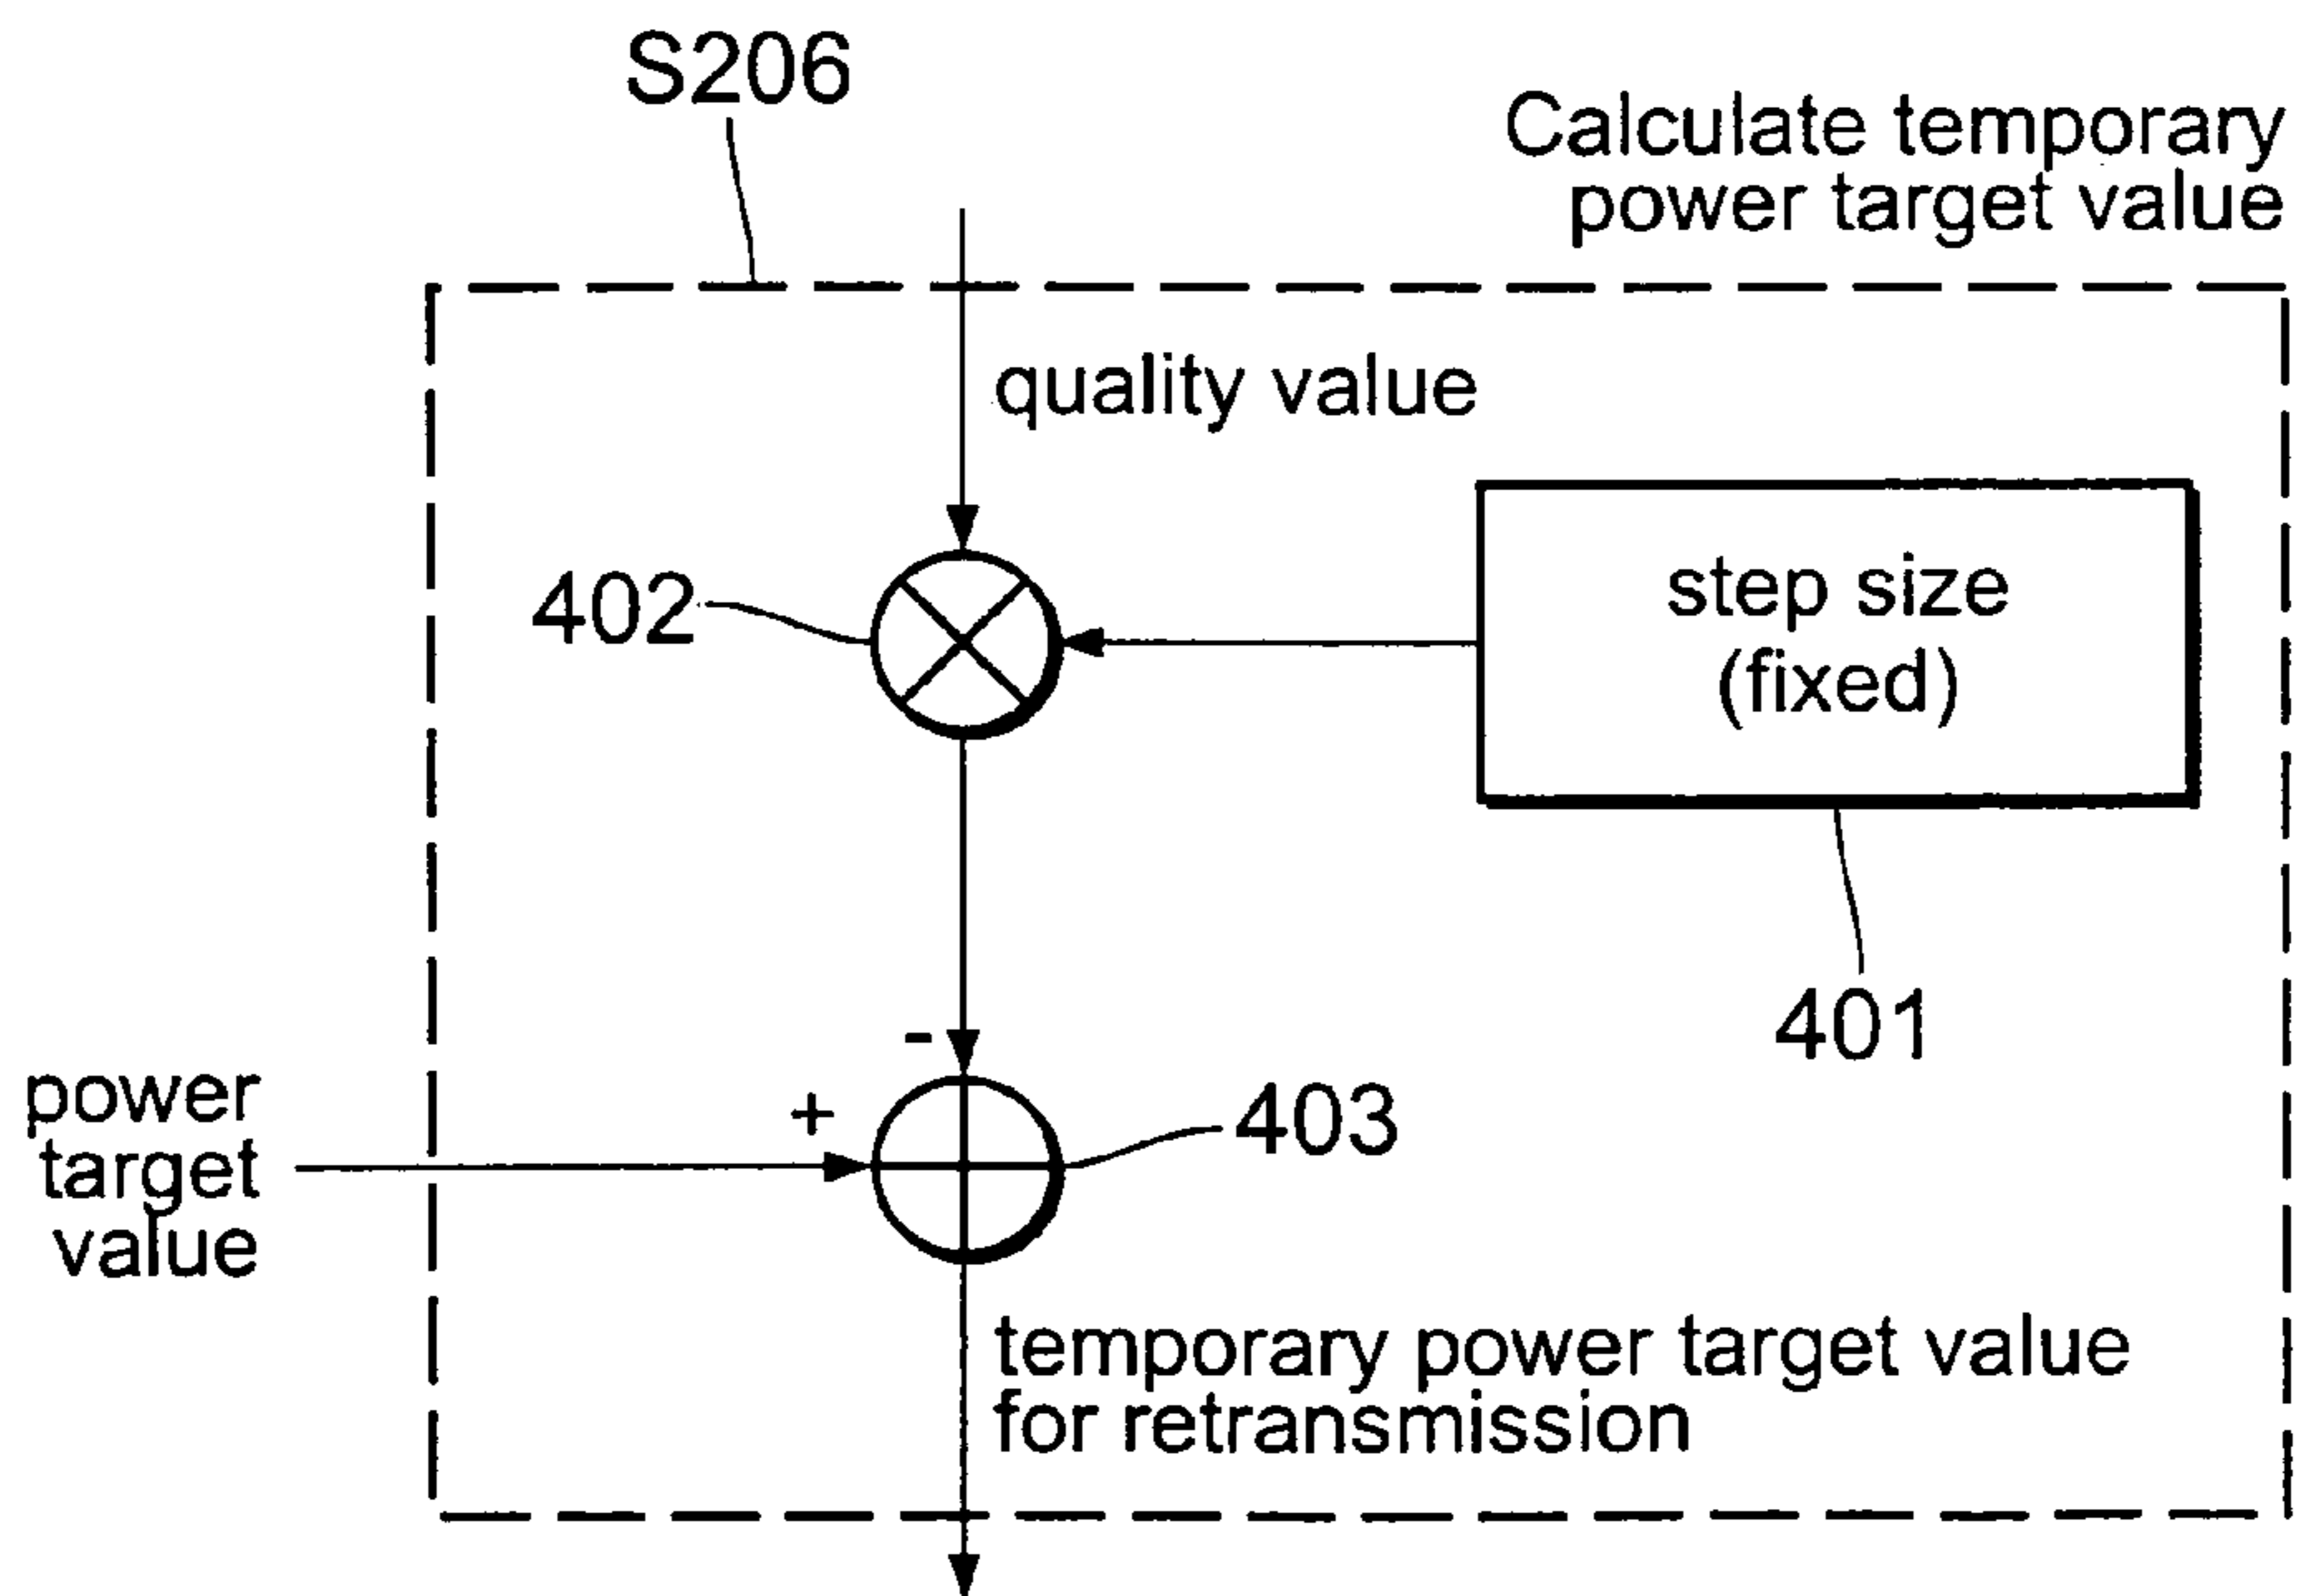 S206
Calculate temporary
power target value
quality value
step size
(fixed)
402
401
-
+
403
power
target
value
temporary power target value
for retransmission